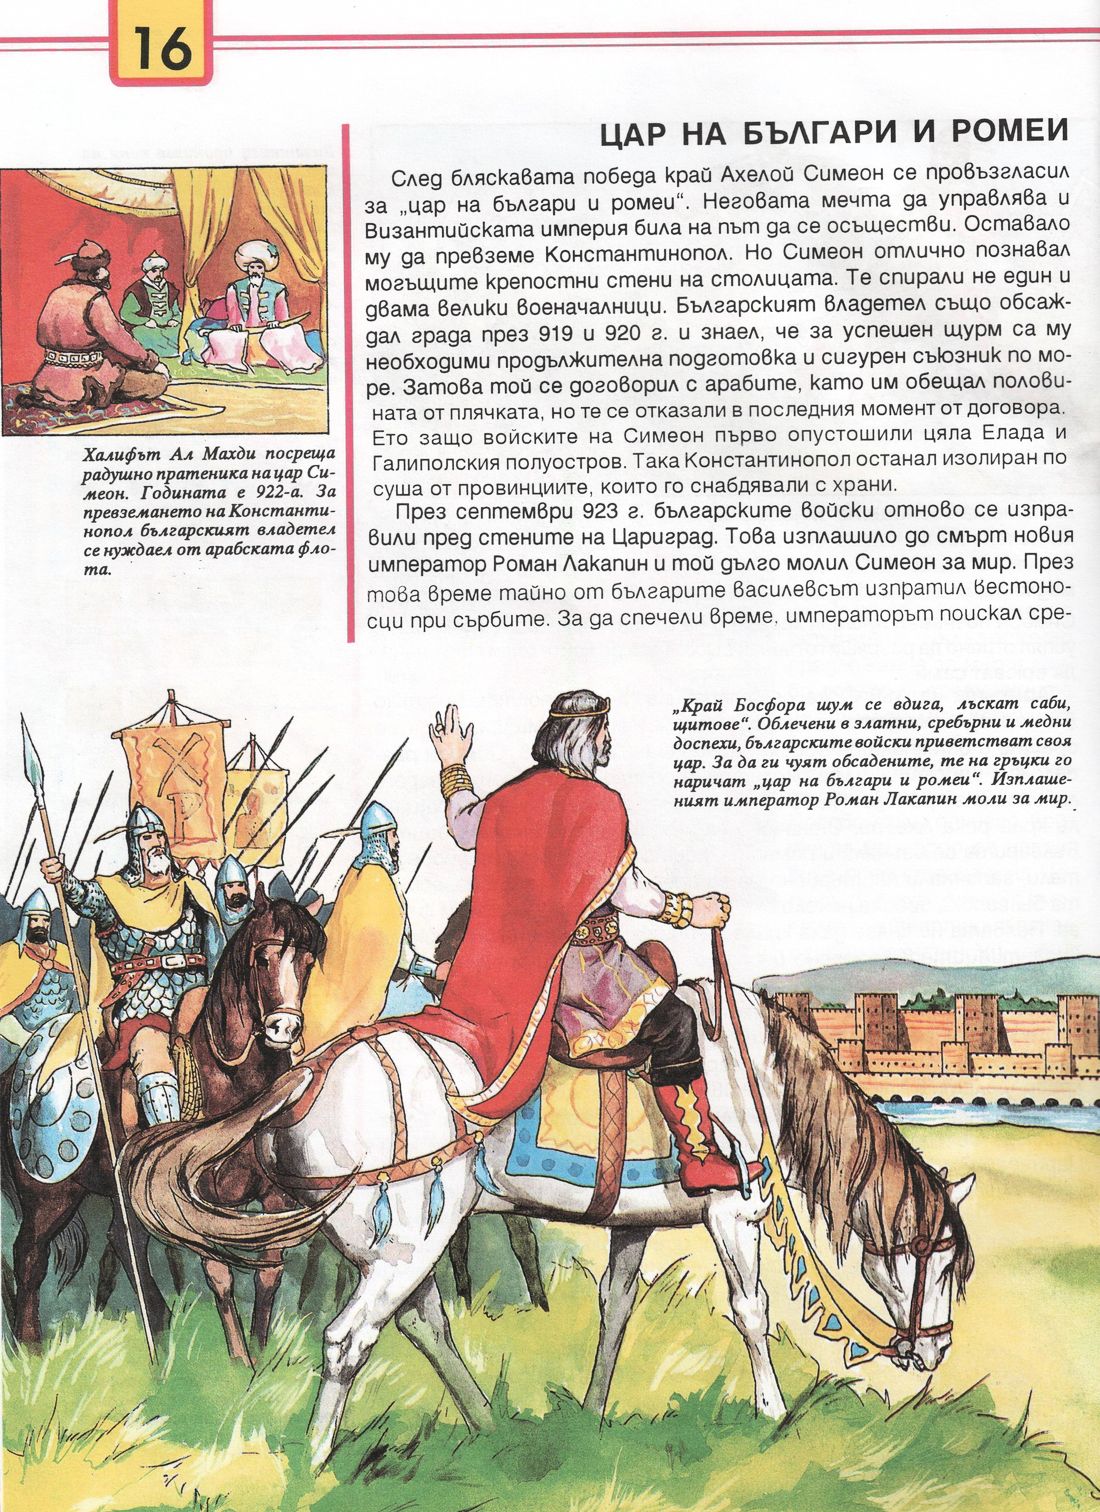 16
ЦАР НА БЪЛГАРИ И РОМЕИ
След бляскавата победа край Ахелой Симеон се провъзгласил
за „цар на българи и ромеи“. Неговата мечта да управлява и
Византийската империя била на път да се осъществи. Оставало
му да превземе Константинопол. Но Симеон отлично познавал
могъщите крепостни стени на столицата. Те спирали не един и
двама велики военачалници. Българският владетел също обсаж-
дал града през 919 и 920 г. и знаел, че за успешен щурм са му
необходими продължителна подготовка и сигурен съюзник по мо-
ре. Затова той се договорил с арабите, като им обещал полови-
ната от плячката, но те се отказали в последния момент от договора.
Ето защо войските на Симеон първо опустошили цяла Елада и
Галиполския полуостров. Така Константинопол останал изолиран по
суша от провинциите, които го снабдявали с храни.
През септември 923 г. българските войски отново се изпра-
вили пред стените на Цариград. Това изплашило до смърт новия
император Роман Лакапин и той дълго молил Симеон за мир. През
това време тайно от българите василевсът изпратил вестоно-
сци при сърбите. За да спечели време, императорът поискал сре-
Халифът Ал Махди посреща
радушно пратеника на цар Си-
меон. Годината е 922-а. За
превземането на Константи-
нопол българският владетел
се нуждаел от арабската фло-
та.
„Край Босфора шум се вдига, лъскат саби,
щитове“. Облечени в златни, сребърни и медни
доспехи, българските войски приветстват своя
цар. За да ги чуят обсадените, те на гръцки го
наричат „цар на българи и ромеи“. Изплаше-
ният император Роман Лакапин моли за мир.